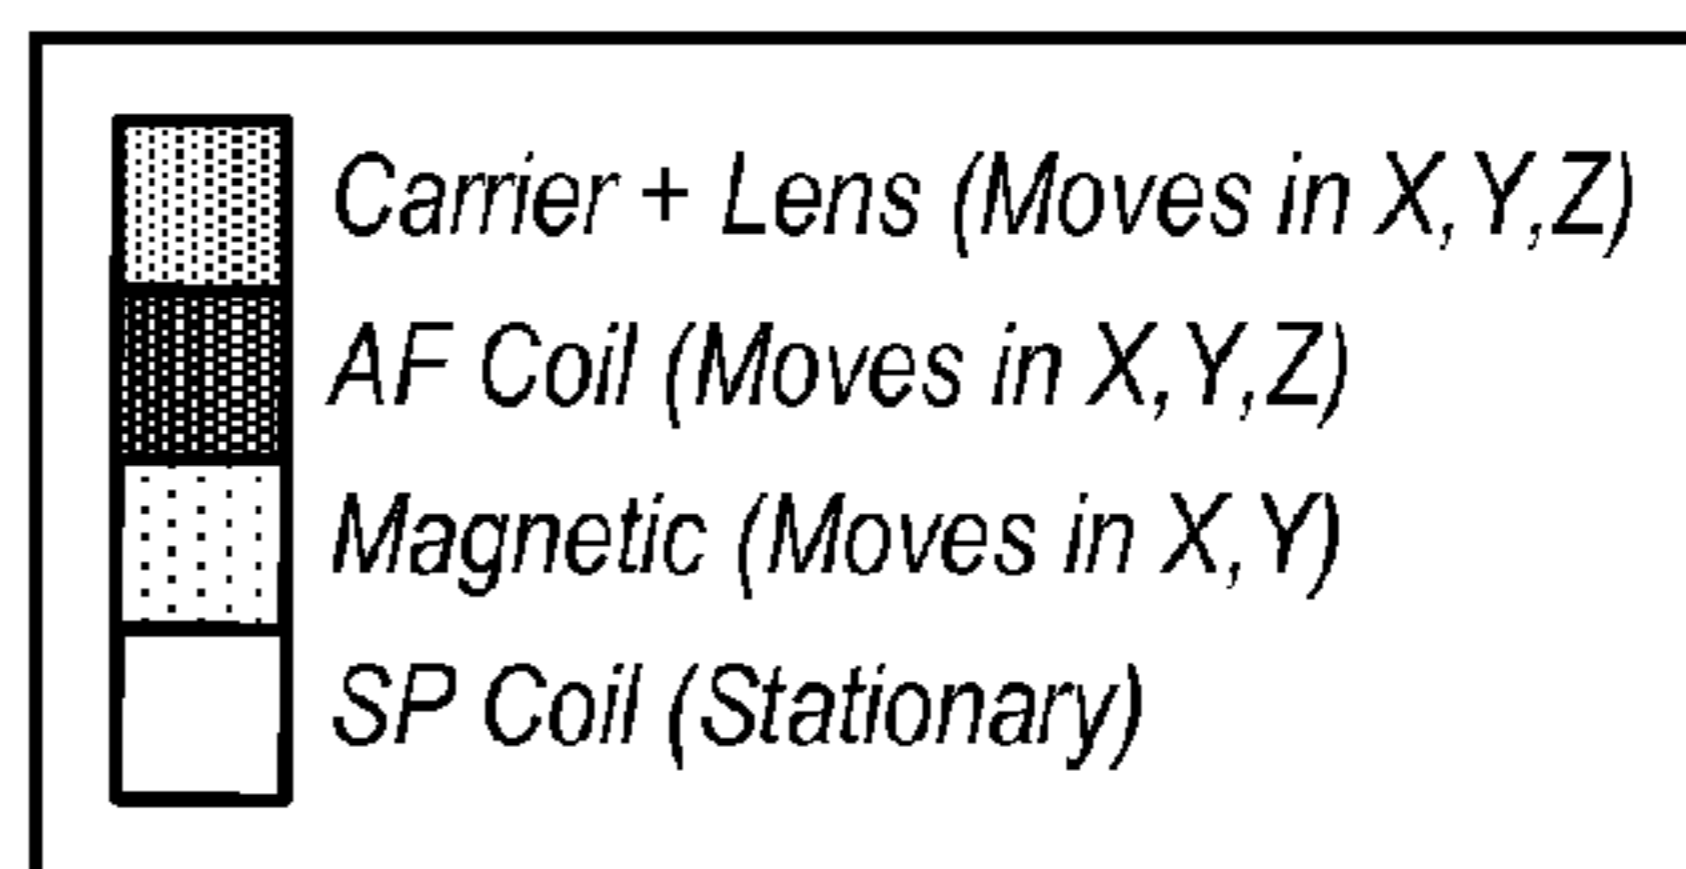 Carrier + Lens (Moves in X,Y,Z)
AF Coil (Moves in X,Y,Z)
Magnetic (Moves in X,Y)
SP Coil (Stationary)